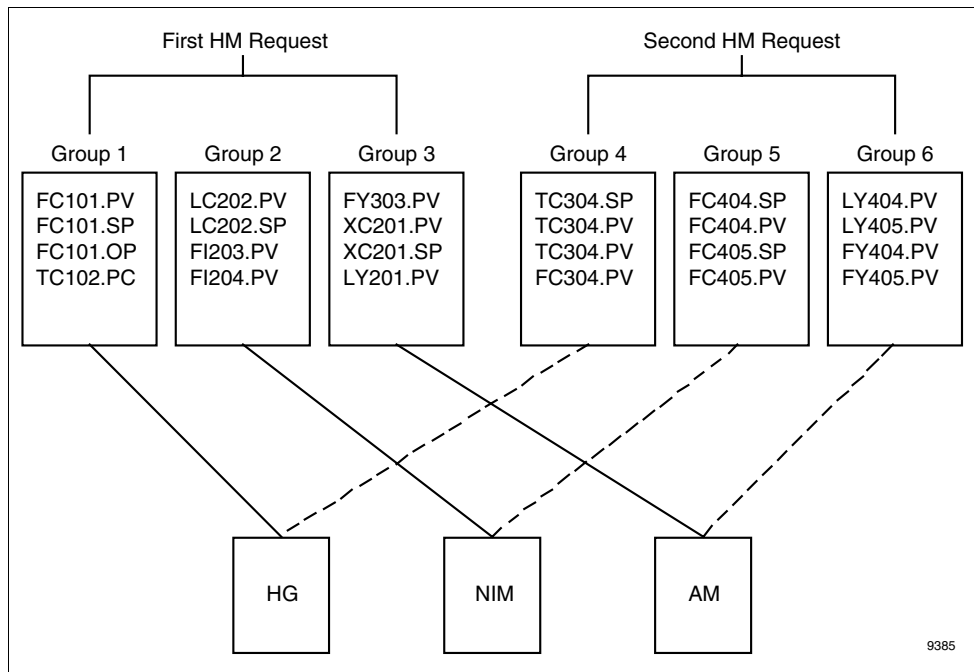 First HM Request
Second HM Request
Group 1
FC101.PV
FC101.SP
FC101.OP
TC102.PC
Group 2
LC202.PV
LC202.SP
FI203.PV
FI204.PV
Group 3
FY303.PV
XC201.PV
XC201.SP
LY201.PV
Group 4
TC304.SP
TC304.PV
TC304.PV
FC304.PV
Group 5
FC404.SP
FC404.PV
FC405.SP
FC405.PV
Group 6
LY404.PV
LY405.PV
FY404.PV
FY405.PV
HG
NIM
AM
9385